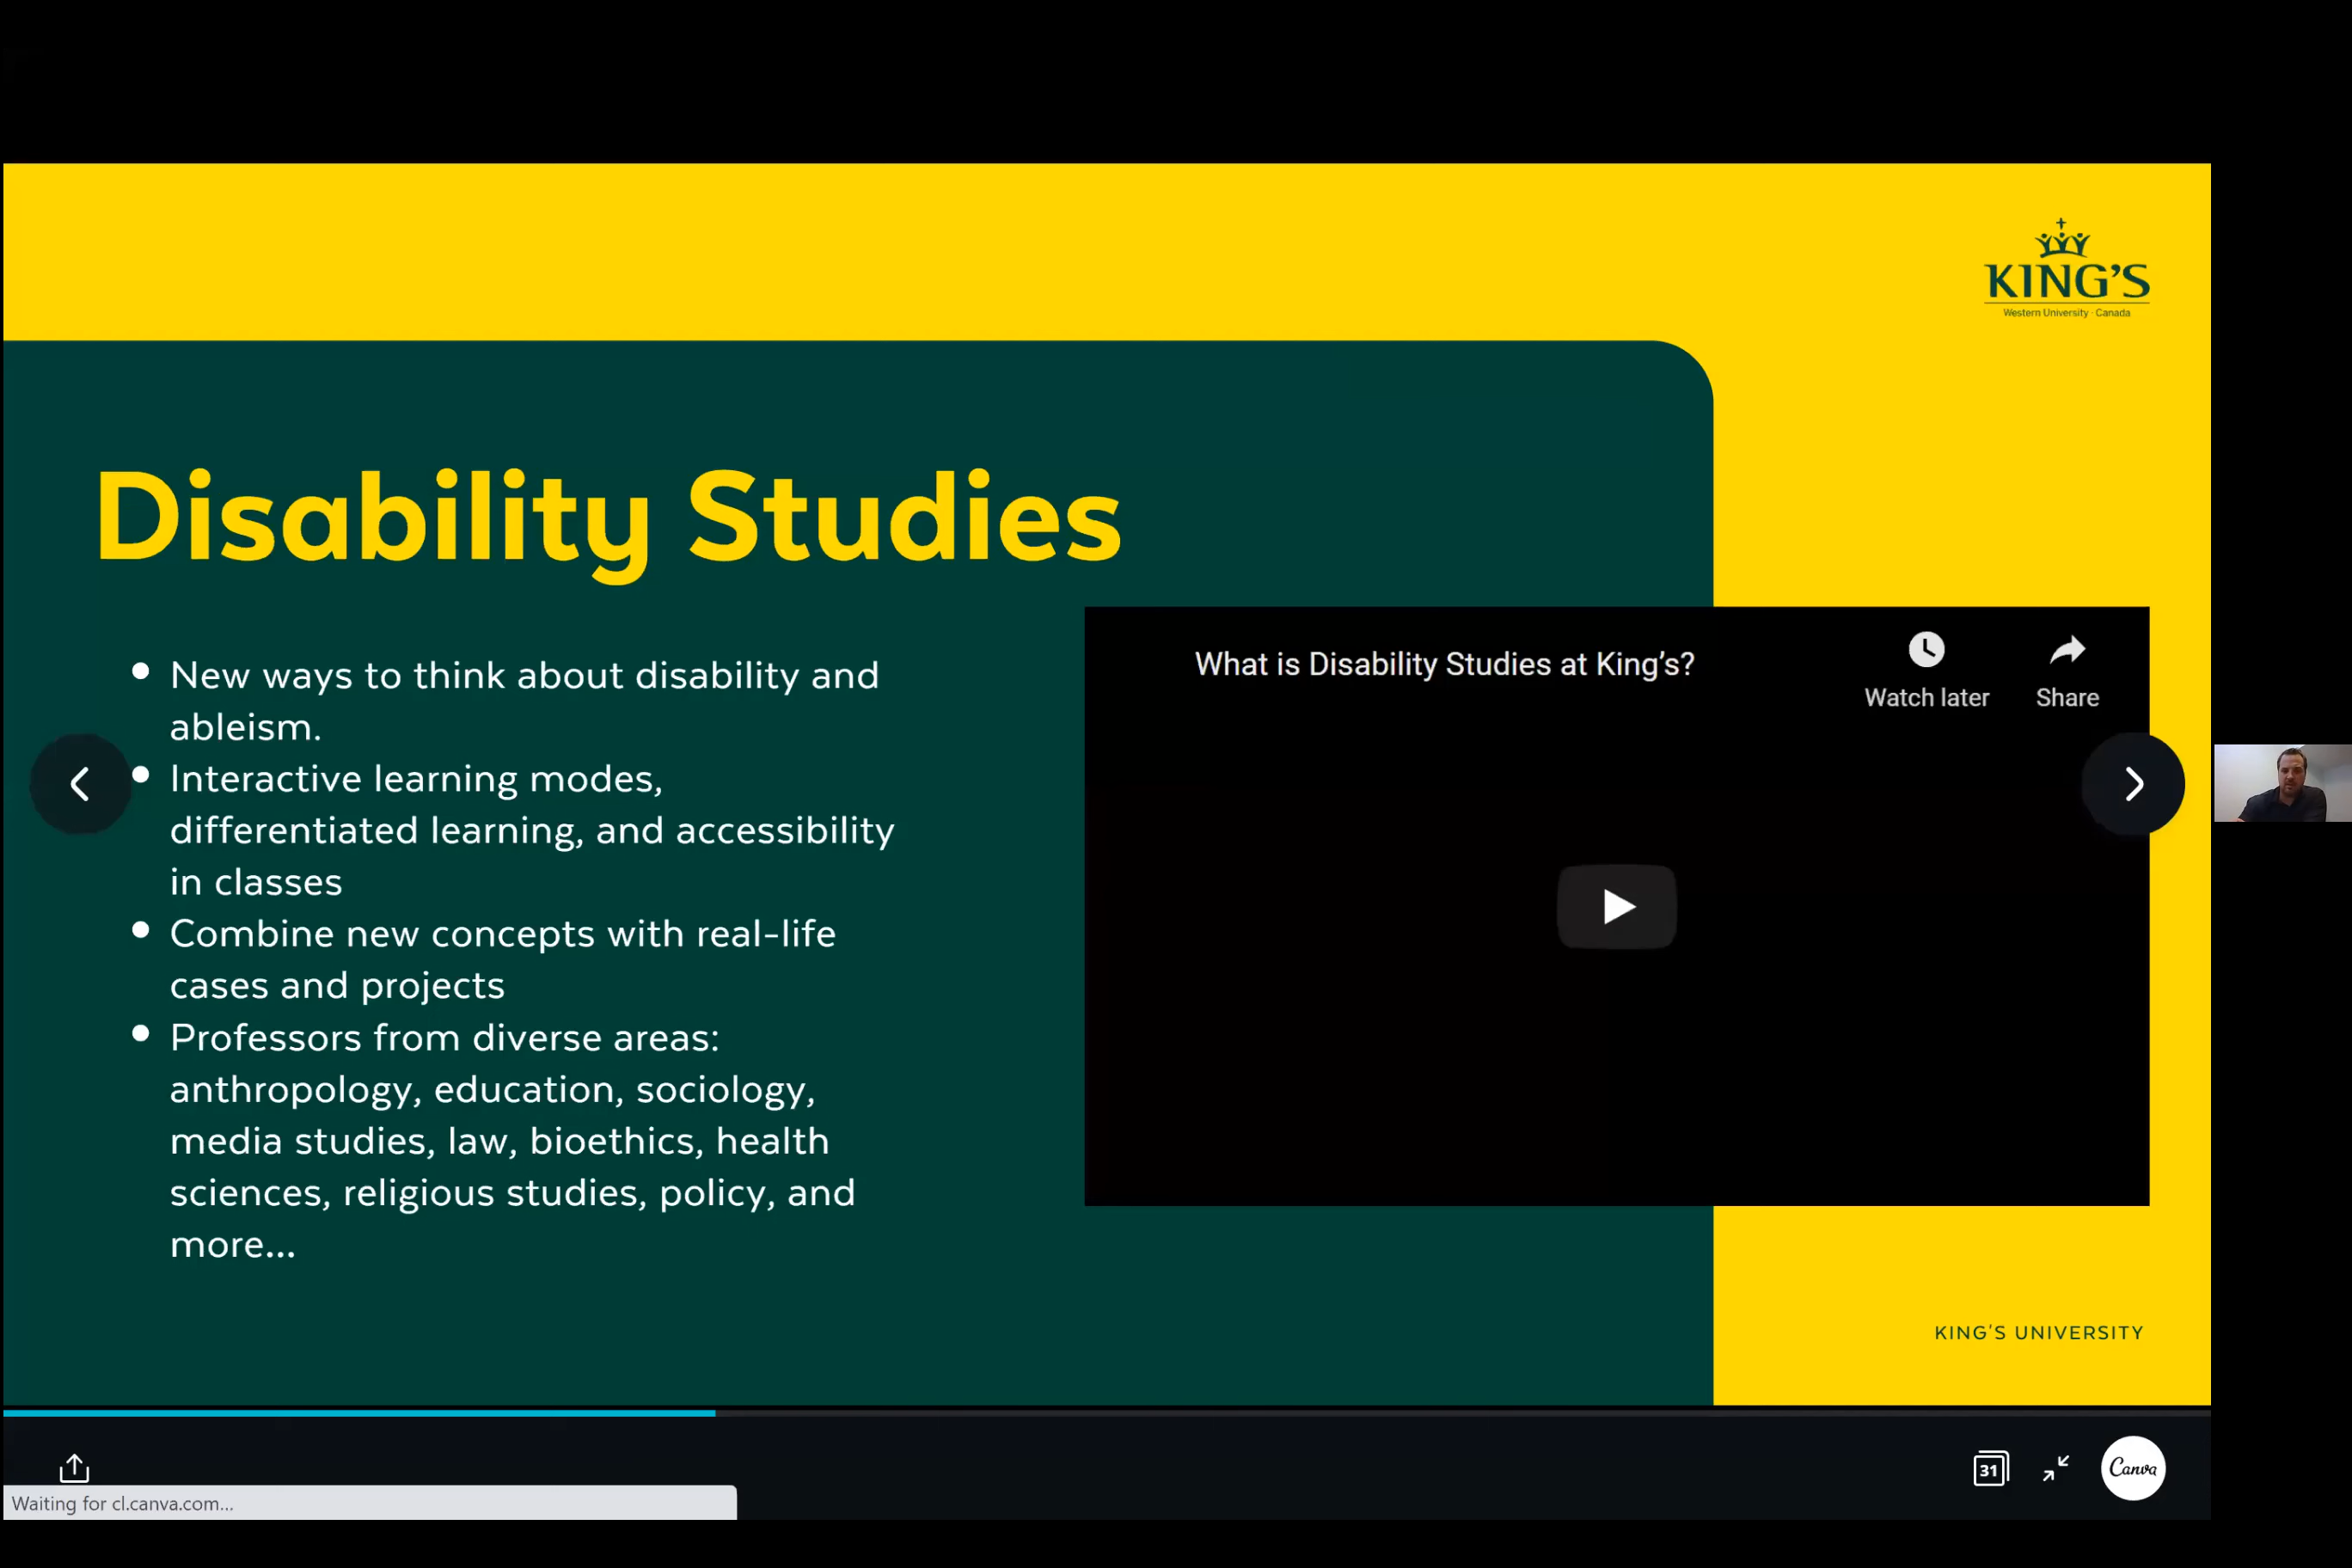 KING'S
Western University · Canada
Disability Studies
New ways to think about disability and
ableism.
Interactive learning modes,
differentiated learning, and accessibility
in classes
Combine new concepts with real-life
cases and projects
Professors from diverse areas:
anthropology, education, sociology,
media studies, law, bioethics, health
sciences, religious studies, policy, and
more...
What is Disability Studies at King's?
Watch later
Share
KING'S UNIVERSITY
31
Canva
Waiting for cl.canva.com...